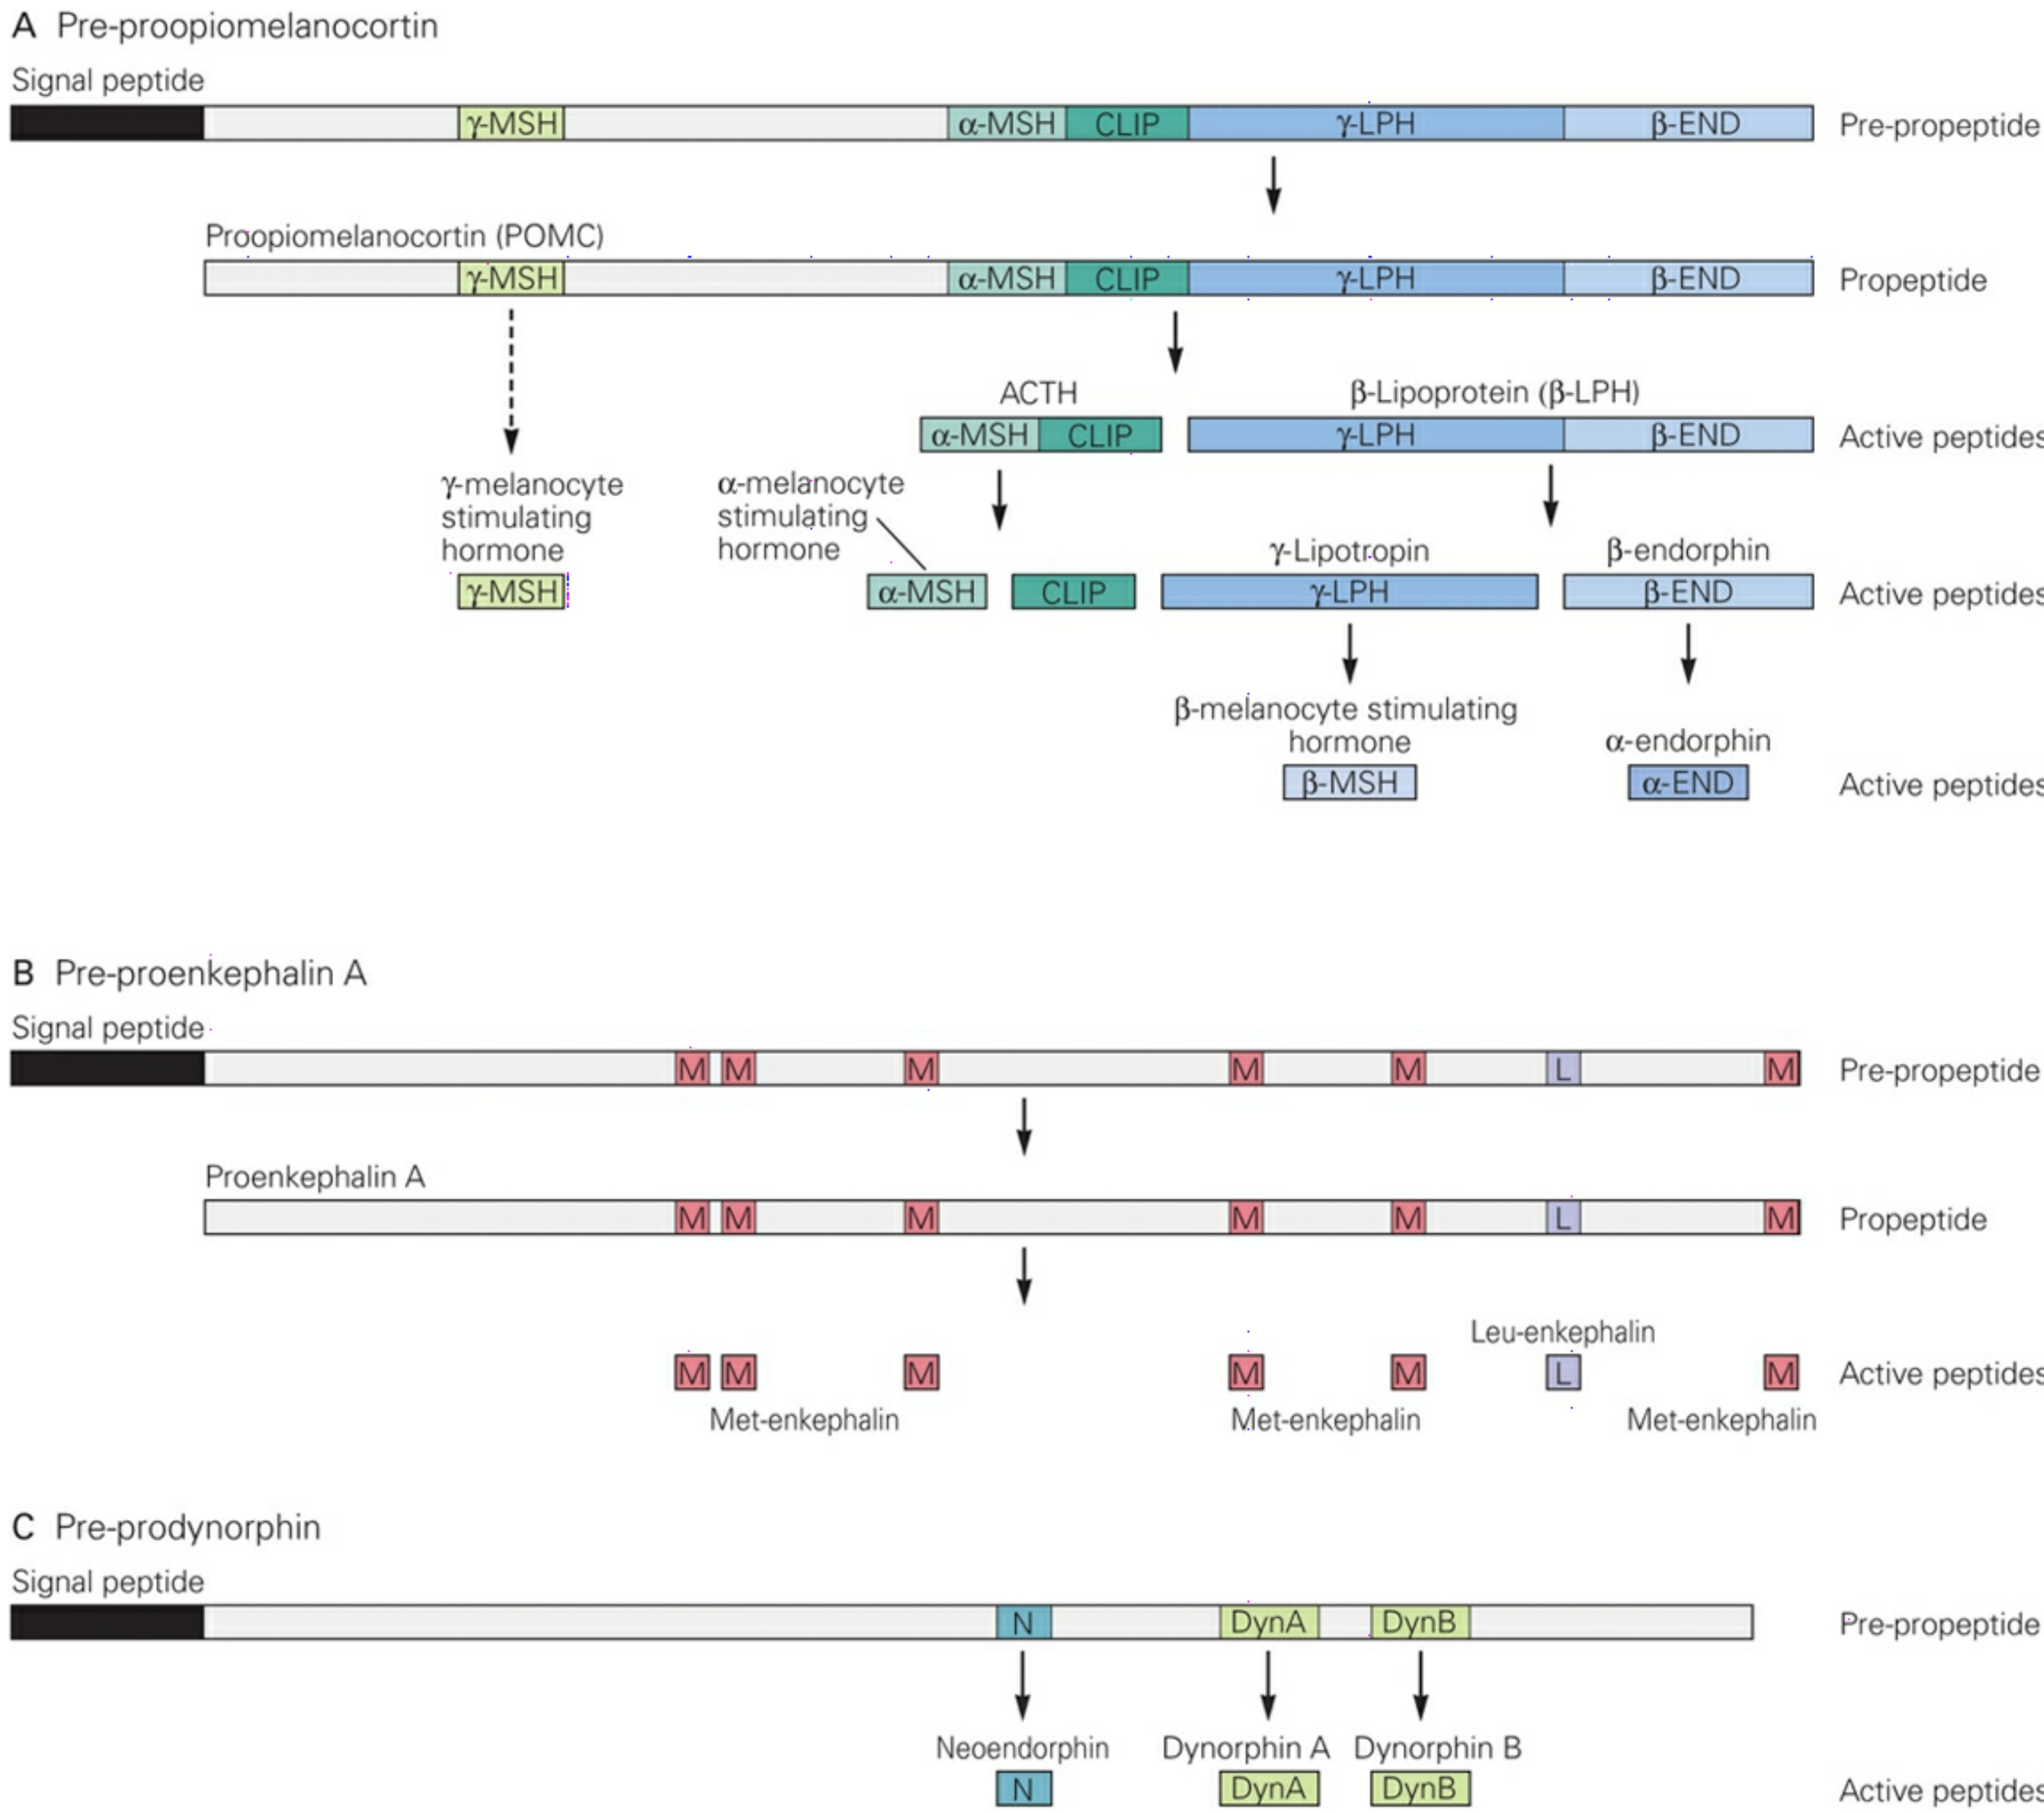 A Pre-proopiomelanocortin
Signal peptide
γ-MSH α-MSH CLIP γ-LPH β-END Pre-propeptide
Proopiomelanocortin (POMC)
γ-MSH α-MSH CLIP γ-LPH β-END Propeptide
ACTH β-Lipoprotein (β-LPH)
α-MSH CLIP γ-LPH β-END Active peptides
γ-melanocyte
stimulating
hormone
α-melanocyte
stimulating
hormone
γ-Lipotropin β-endorphin
γ-MSH α-MSH CLIP γ-LPH β-END Active peptides
β-melanocyte stimulating
hormone
α-endorphin
β-MSH α-END Active peptides
B Pre-proenkephalin A
Signal peptide
M M M M M L M Pre-propeptide
Proenkephalin A
M M M M M L M Propeptide
Leu-enkephalin
M M M M M L M Active peptides
Met-enkephalin Met-enkephalin Met-enkephalin
C Pre-prodynorphin
Signal peptide
N DynA DynB Pre-propeptide
Neoendorphin Dynorphin A Dynorphin B
N DynA DynB Active peptides